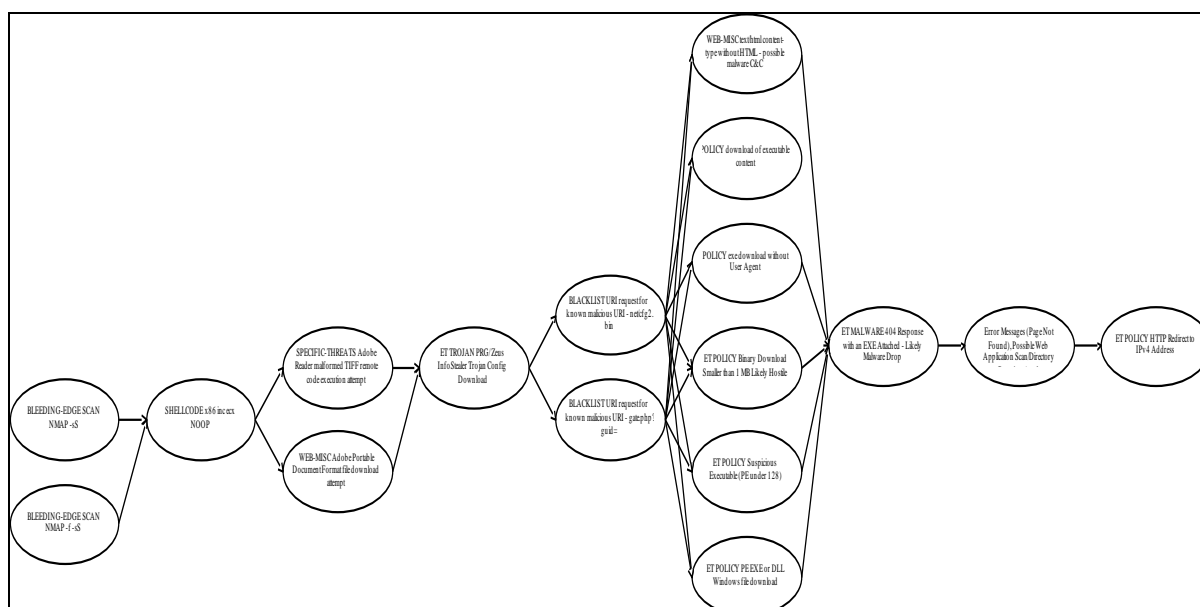 BLEEDING-EDGE SCAN
NMAP -sS
BLEEDING-EDGE SCAN
NMAP -f -sS
SHELLCODE x86 inc ecx
NOOP
SPECIFIC-THREATS Adobe
Reader malformed TIFF remote
code execution attempt
WEB-MISC Adobe Portable
Document Format file download
attempt
ET TROJAN PRG/Zeus
InfoStealer Trojan Config
Download
BLACKLIST URI request for
known malicious URI - netcfg2.
bin
BLACKLIST URI request for
known malicious URI - gate.php?
guid=
WEB-MISC text/html content-
type without HTML - possible
malware C&C
POLICY download of executable
content
POLICY exe download without
User Agent
ET POLICY Binary Download
Smaller than 1 MB Likely Hostile
ET POLICY Suspicious
Executable (PE under 128)
ET POLICY PE EXE or DLL
Windows file download
ET MALWARE 404 Response
with an EXE Attached - Likely
Malware Drop
Error Messages (Page Not
Found), Possible Web
Application Scan/Directory
ET POLICY HTTP Redirect to
IPv4 Address